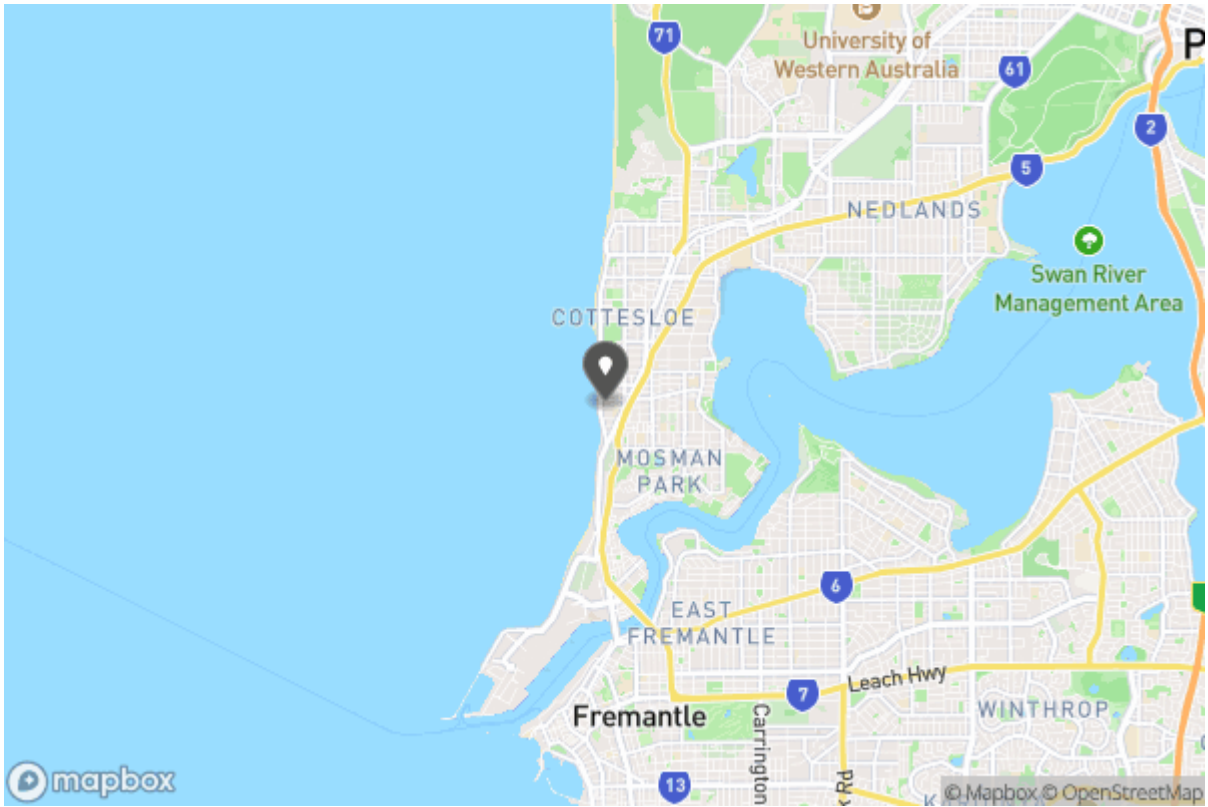 71
University of
Western Australia
61
P
2
5
NEDLANDS
Swan River
Management Area
COTTESLOE
MOSMAN
PARK
6
EAST
FREMANTLE
Leach Hwy
7
Fremantle
Carrington
WINTHROP
13
Rd
mapbox
© Mapbox © OpenStreetMap